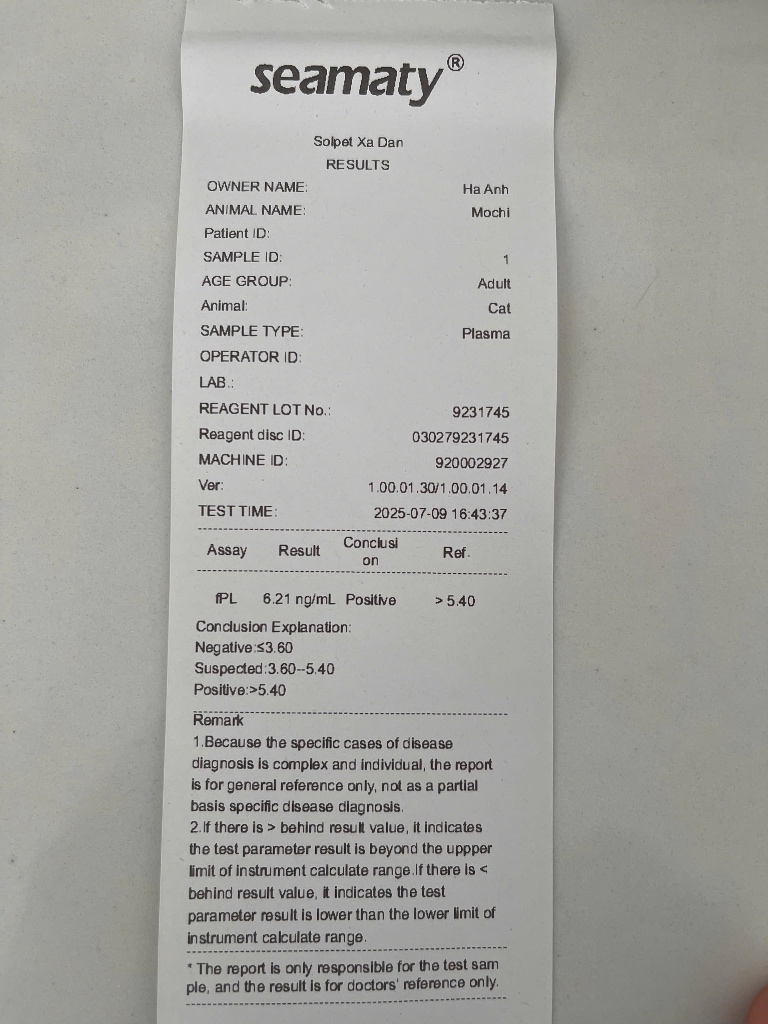 seamaty®
Solpet Xa Dan
RESULTS
OWNER NAME: Ha Anh
ANIMAL NAME: Mochi
Patient ID:
SAMPLE ID: 1
AGE GROUP: Adult
Animal: Cat
SAMPLE TYPE: Plasma
OPERATOR ID:
LAB.:
REAGENT LOT No.: 9231745
Reagent disc ID: 030279231745
MACHINE ID: 920002927
Ver: 1.00.01.30/1.00.01.14
TEST TIME: 2025-07-09 16:43:37
Assay Result Conclusi
on Ref.
fPL 6.21 ng/mL Positive > 5.40
Conclusion Explanation:
Negative:≤3.60
Suspected:3.60--5.40
Positive:>5.40
Remark
1.Because the specific cases of disease
diagnosis is complex and individual, the report
is for general reference only, not as a partial
basis specific disease diagnosis.
2.If there is > behind result value, it indicates
the test parameter result is beyond the uppper
limit of instrument calculate range.If there is <
behind result value, it indicates the test
parameter result is lower than the lower limit of
instrument calculate range.
* The report is only responsible for the test sam
ple, and the result is for doctors' reference only.